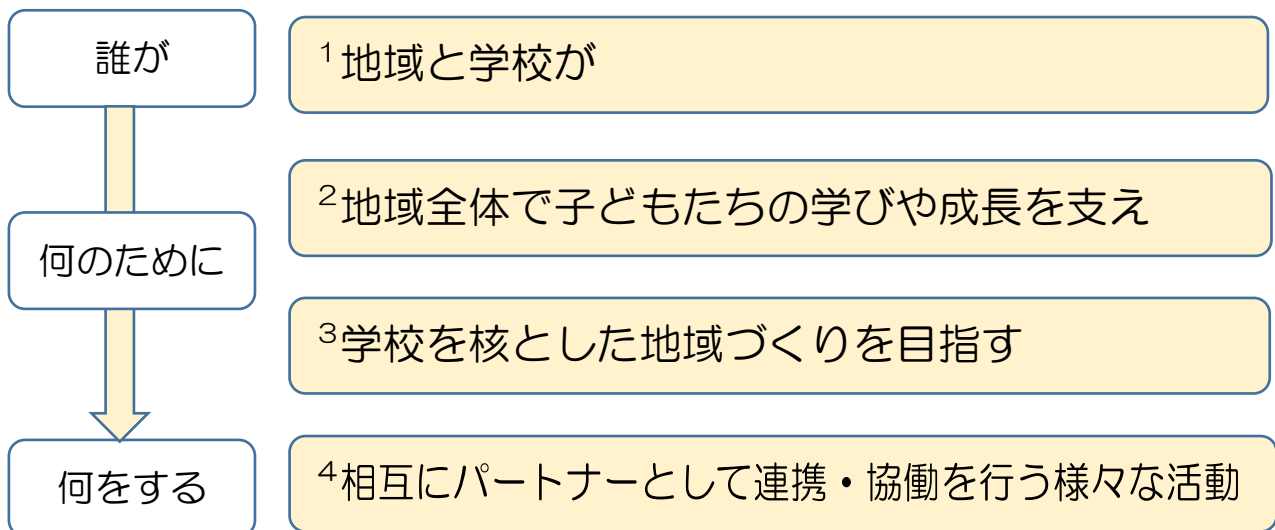 誰が
¹地域と学校が
²地域全体で子どもたちの学びや成長を支え
何のために
³学校を核とした地域づくりを目指す
何をする
⁴相互にパートナーとして連携・協働を行う様々な活動